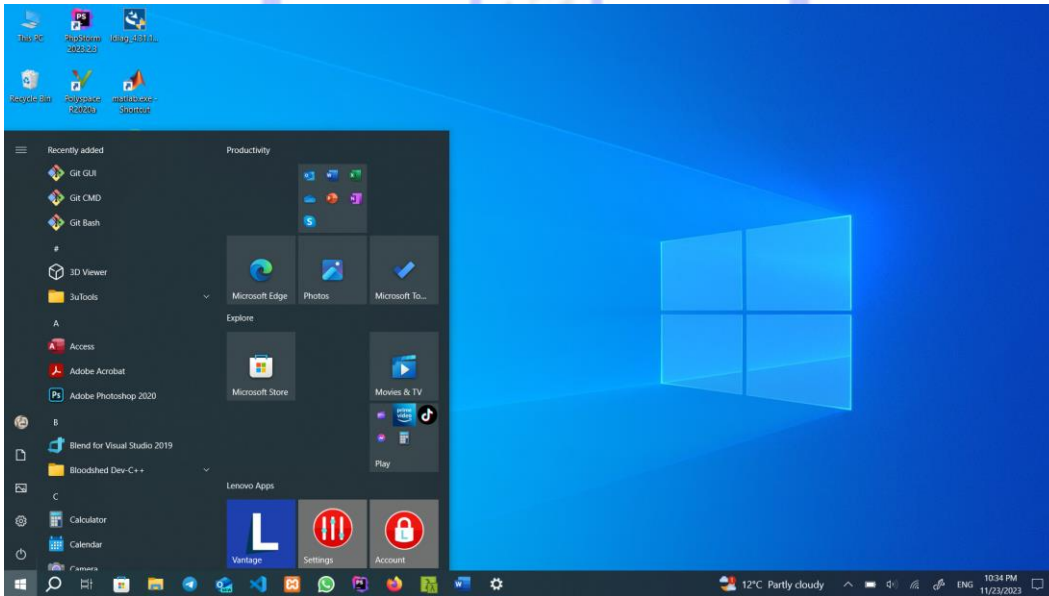 This PC
PhpStorm
2023.2.3
Recycle Bin
Polyspace
R2020a
matlab.exe -
Shortcut
Recently added
Git GUI
Git CMD
Git Bash
#
3D Viewer
3uTools
A
Access
Adobe Acrobat
Adobe Photoshop 2020
B
Blend for Visual Studio 2019
Bloodshed Dev-C++
C
Calculator
Calendar
Camera
Productivity
Microsoft Edge
Photos
Microsoft To...
Explore
Microsoft Store
Movies & TV
prime
video
Play
Lenovo Apps
Vantage
Settings
Account
12°C Partly cloudy
ENG
10:34 PM
11/23/2023